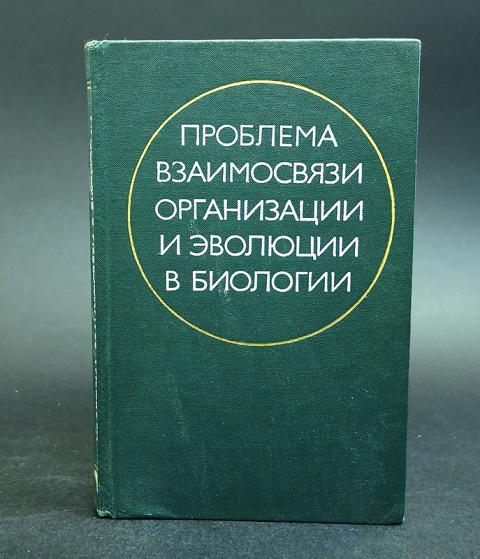 ПРОБЛЕМА
ВЗАИМОСВЯЗИ
ОРГАНИЗАЦИИ
И ЭВОЛЮЦИИ
В БИОЛОГИИ